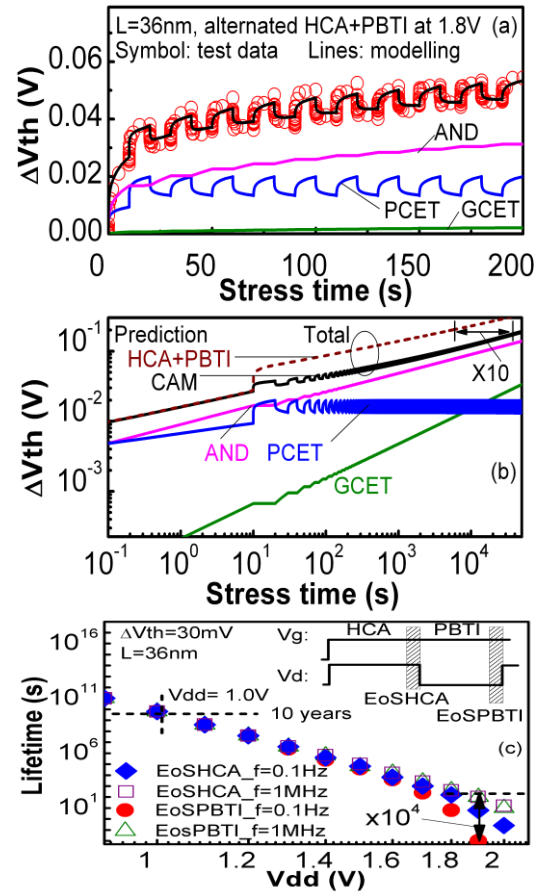 L=36nm, alternated HCA+PBTI at 1.8V (a)
Symbol: test data Lines: modelling
0.06
0.04
0.02
0.00
ΔVth (V)
AND
PCET
GCET
0 50 100 150 200
Stress time (s)
Prediction Total
HCA+PBTI
CAM
X10
AND PCET
GCET
(b)
10⁻¹
10⁻²
10⁻³
ΔVth (V)
10⁻¹ 10⁰ 10¹ 10² 10³ 10⁴
Stress time (s)
ΔVth=30mV
L=36nm
Vg: HCA PBTI
Vd:
EoSHCA
EoSPBTI
Vdd= 1.0V
10 years
(c)
EoSHCA_f=0.1Hz
EoSHCA_f=1MHz
EoSPBTI_f=0.1Hz
EosPBTI_f=1MHz
x10⁴
10¹⁶
10¹¹
10⁶
10¹
Lifetime (s)
1 1.2 1.4 1.6 1.8 2
Vdd (V)